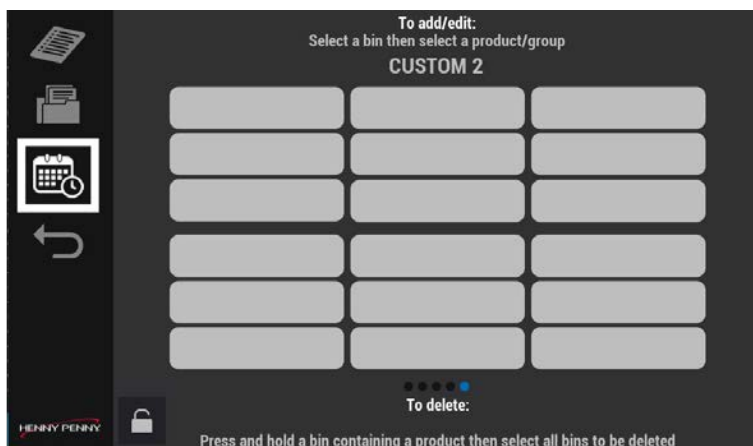 To add/edit:
Select a bin then select a product/group
CUSTOM 2
To delete:
HENNY PENNY
Press and hold a bin containing a product then select all bins to be deleted